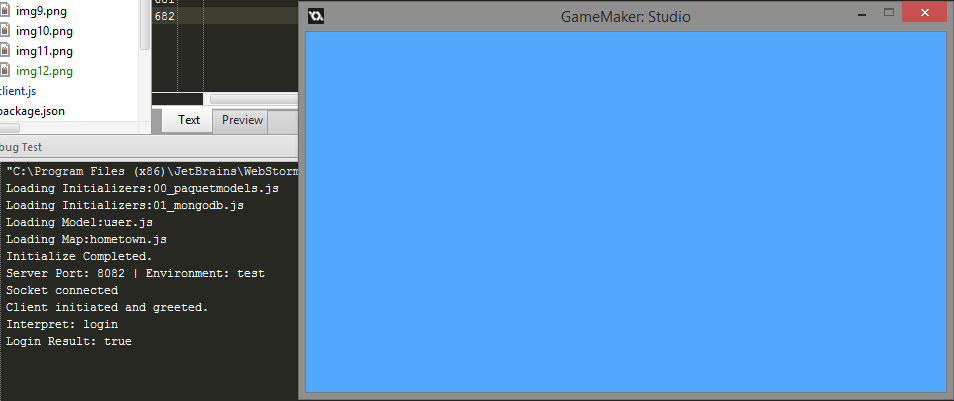 img9.png
img10.png
img11.png
img12.png
client.js
package.json
682
Text Preview
bug Test
"C:\Program Files (x86)\JetBrains\WebStorm
Loading Initializers:00_paquetmodels.js
Loading Initializers:01_mongodb.js
Loading Model:user.js
Loading Map:hometown.js
Initialize Completed.
Server Port: 8082 | Environment: test
Socket connected
Client initiated and greeted.
Interpret: login
Login Result: true
GameMaker: Studio